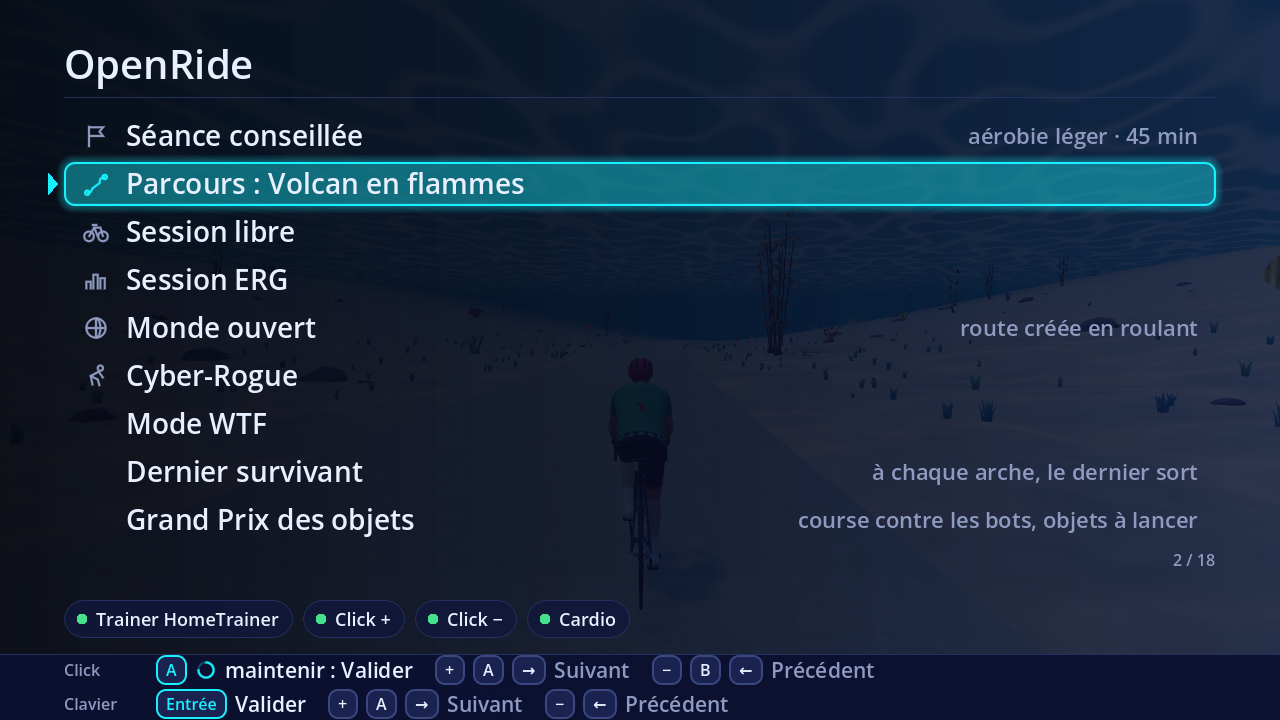 OpenRide
Séance conseillée aérobie léger · 45 min
Parcours : Volcan en flammes
Session libre
Session ERG
Monde ouvert route créée en roulant
Cyber-Rogue
Mode WTF
Dernier survivant à chaque arche, le dernier sort
Grand Prix des objets course contre les bots, objets à lancer
2 / 18
Trainer HomeTrainer Click + Click − Cardio
Click A maintenir : Valider + A → Suivant − B ← Précédent
Clavier Entrée Valider + A → Suivant − ← Précédent